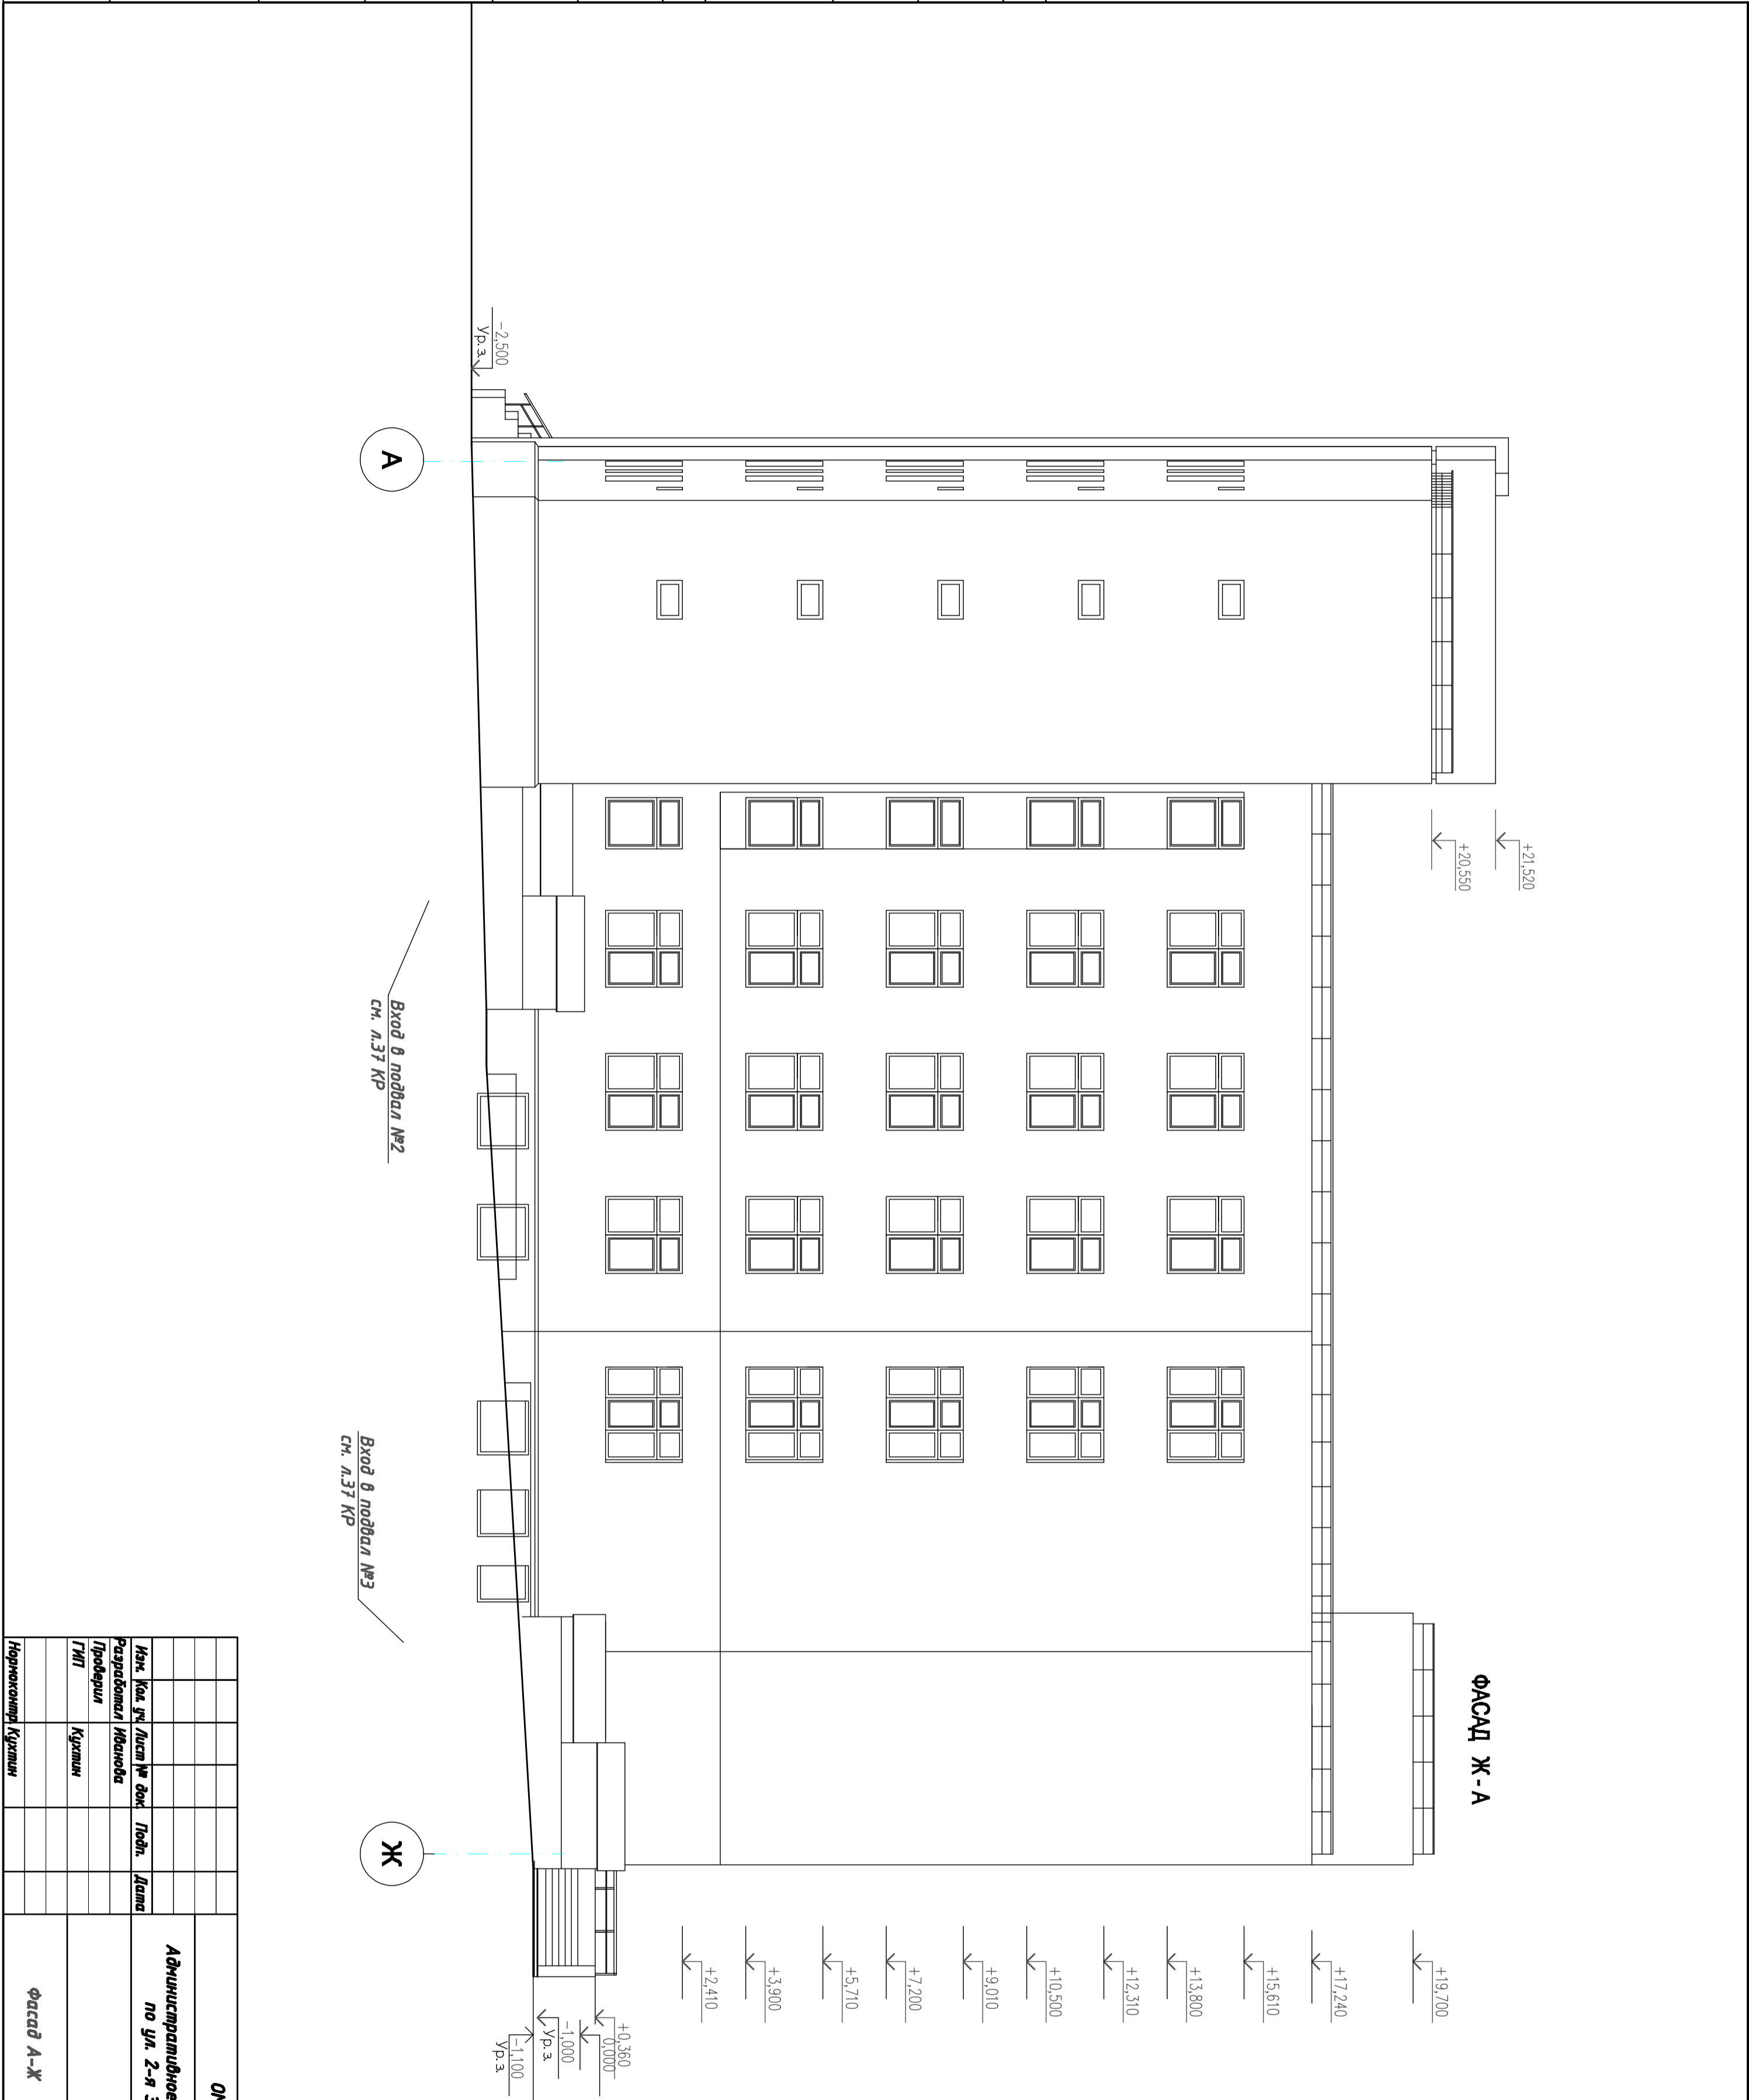 ФАСАД Ж - А
+21,520
+20,550
+19,700
+17,240
+15,610
+13,800
+12,310
+10,500
+9,010
+7,200
+5,710
+3,900
+2,410
+0,360
0,000
-1,000
Ур.з.
-1,100
Ур.з.
-2,500
Ур.з.
А
Ж
Вход в подвал №2
см. л.37 КР
Вход в подвал №3
см. л.37 КР
Изм. Кол. уч. Лист № док. Подп. Дата
Разработал Иванова
Проверил
ГИП Кухтин
Нормоконтр. Кухтин
Административное
по ул. 2-я
Фасад А-Ж